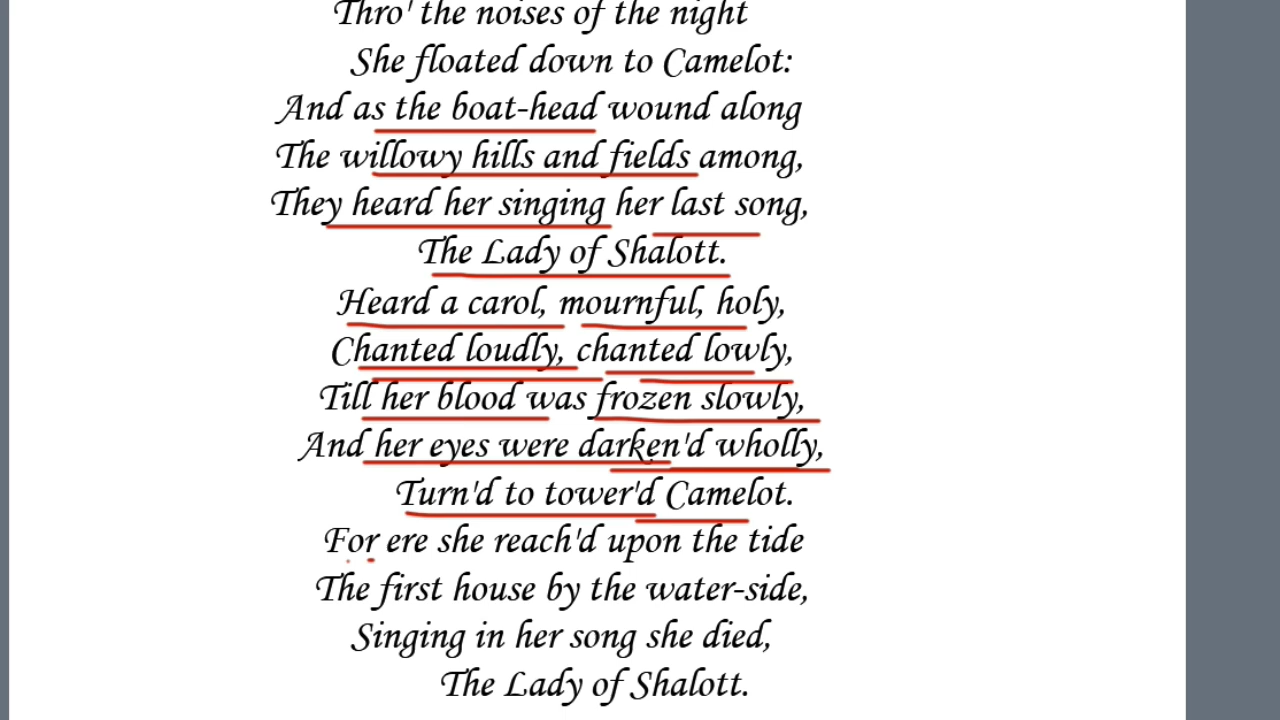 Thro' the noises of the night
She floated down to Camelot:
And as the boat-head wound along
The willowy hills and fields among,
They heard her singing her last song,
The Lady of Shalott.
Heard a carol, mournful, holy,
Chanted loudly, chanted lowly,
Till her blood was frozen slowly,
And her eyes were darken'd wholly,
Turn'd to tower'd Camelot.
For ere she reach'd upon the tide
The first house by the water-side,
Singing in her song she died,
The Lady of Shalott.